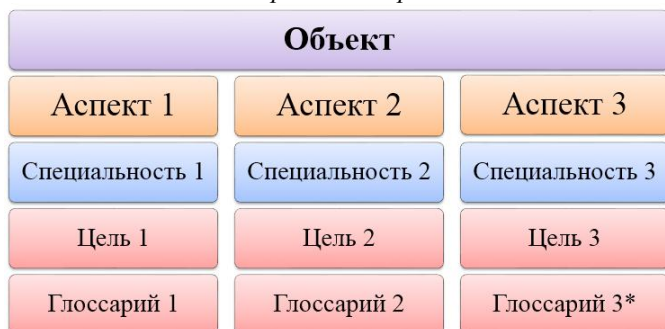 Объект
Аспект 1 Аспект 2 Аспект 3
Специальность 1 Специальность 2 Специальность 3
Цель 1 Цель 2 Цель 3
Глоссарий 1 Глоссарий 2 Глоссарий 3*